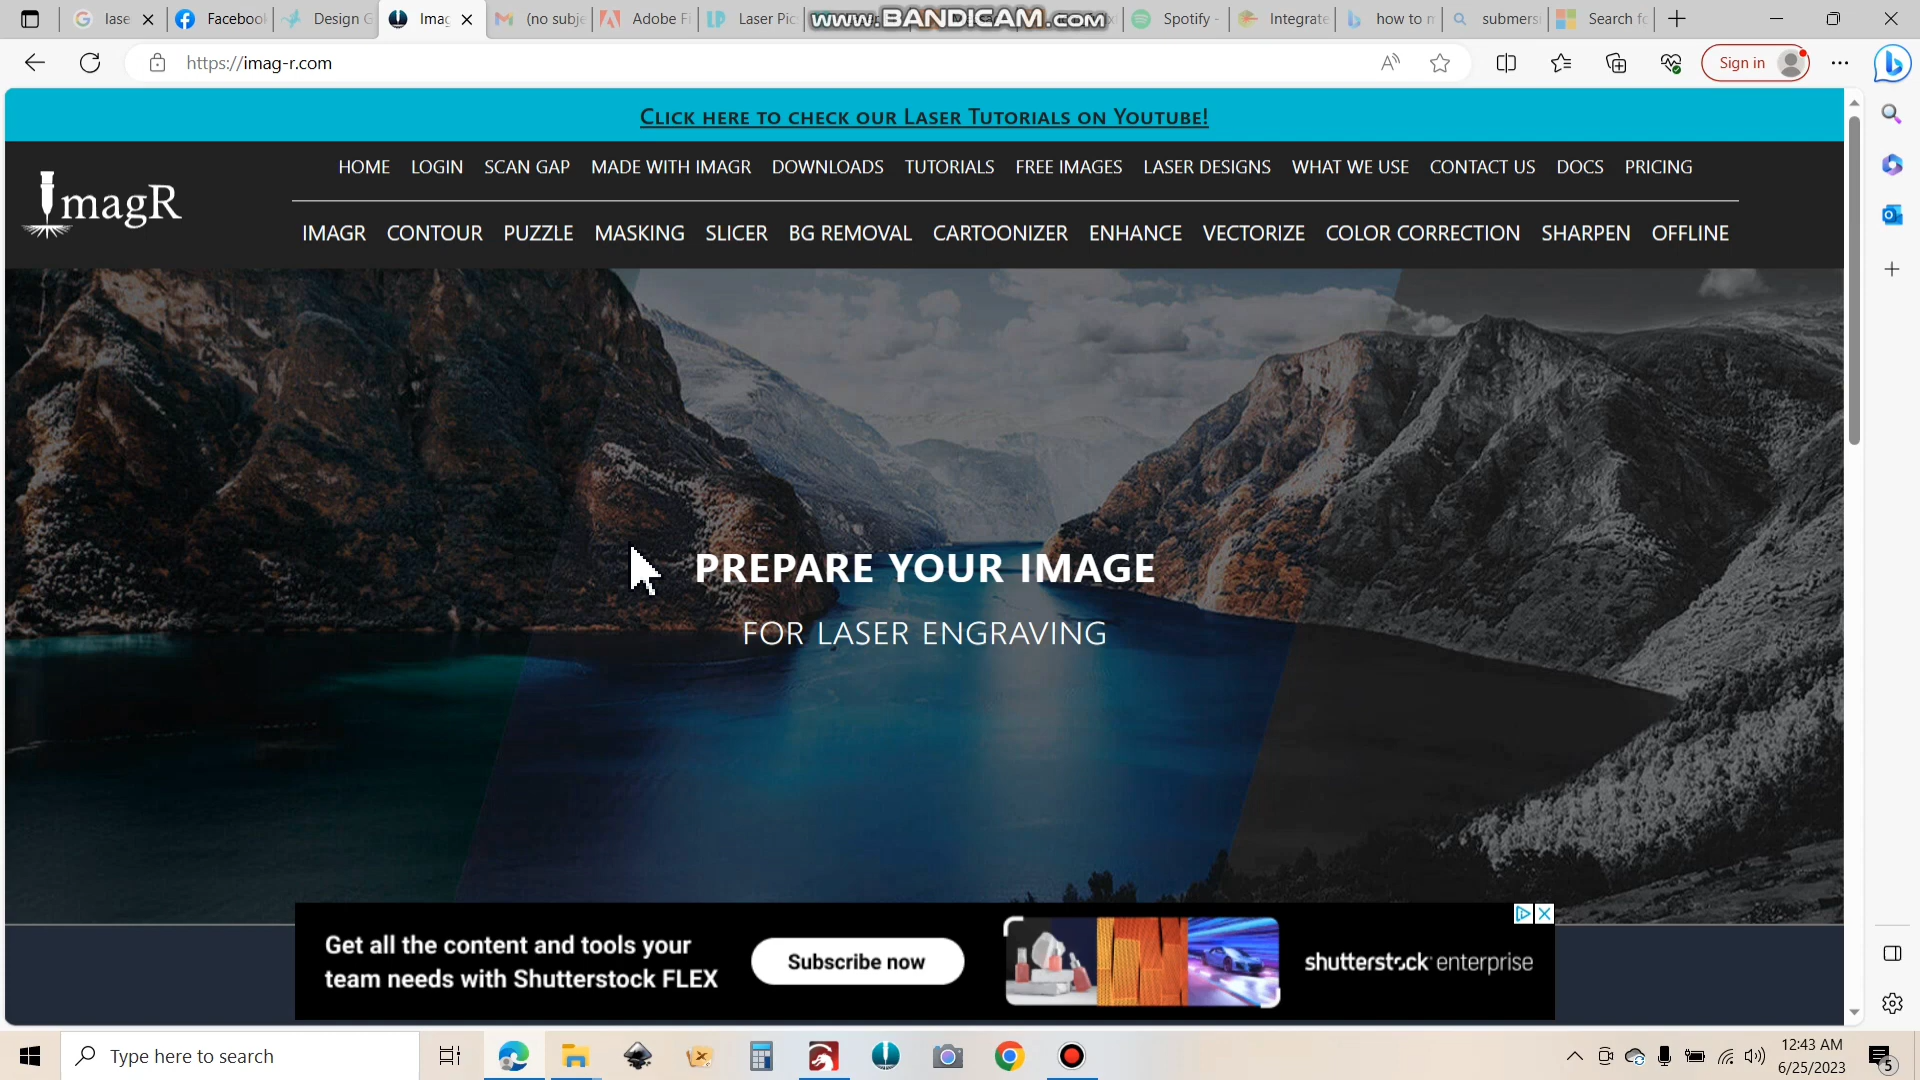 lase
Facebook
Design G
Imag
(no subje
Adobe Fi
Laser Pic
www.BANDICAM.com
Spotify -
Integrate
how to m
submers
Search fo
https://imag-r.com
Sign in
CLICK HERE TO CHECK OUR LASER TUTORIALS ON YOUTUBE!
ImagR
HOME LOGIN SCAN GAP MADE WITH IMAGR DOWNLOADS TUTORIALS FREE IMAGES LASER DESIGNS WHAT WE USE CONTACT US DOCS PRICING
IMAGR CONTOUR PUZZLE MASKING SLICER BG REMOVAL CARTOONIZER ENHANCE VECTORIZE COLOR CORRECTION SHARPEN OFFLINE
PREPARE YOUR IMAGE
FOR LASER ENGRAVING
Get all the content and tools your
team needs with Shutterstock FLEX
Subscribe now
shutterstock enterprise
Type here to search
12:43 AM
6/25/2023
5